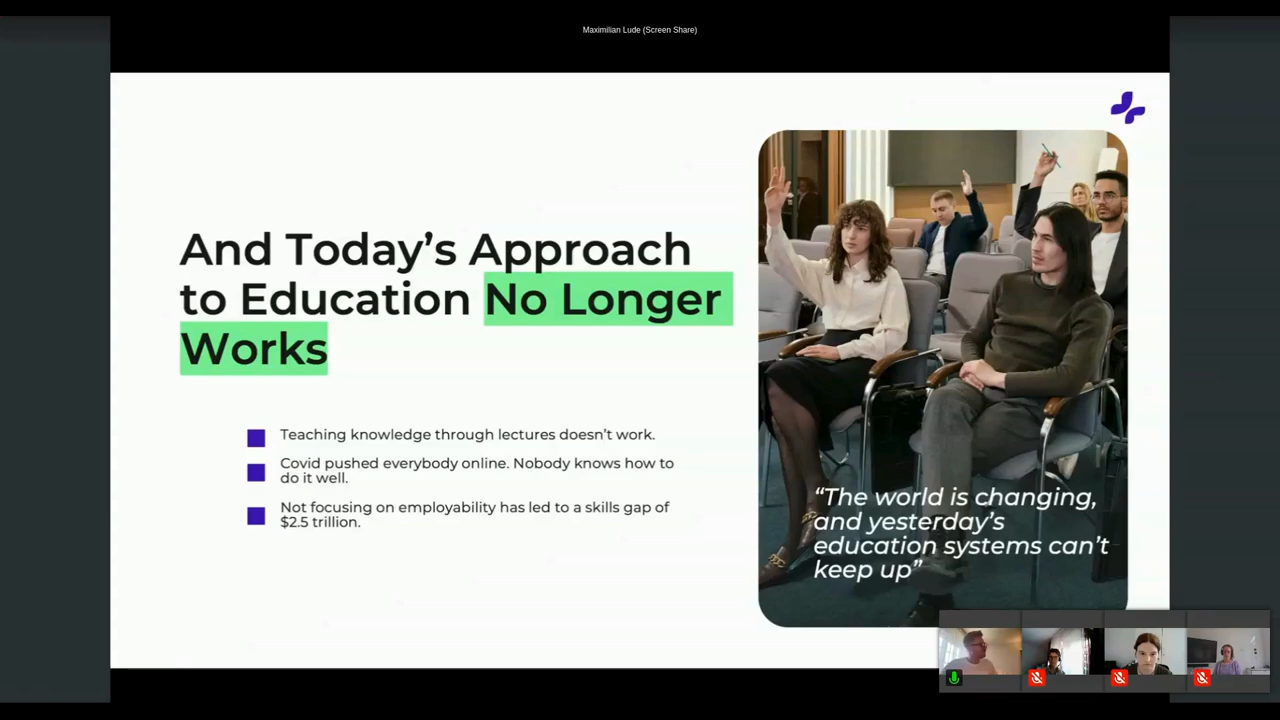 Maximilian Lude (Screen Share)
And Today’s Approach
to Education No Longer
Works
Teaching knowledge through lectures doesn’t work.
Covid pushed everybody online. Nobody knows how to
do it well.
Not focusing on employability has led to a skills gap of
$2.5 trillion.
“The world is changing,
and yesterday’s
education systems can’t
keep up”